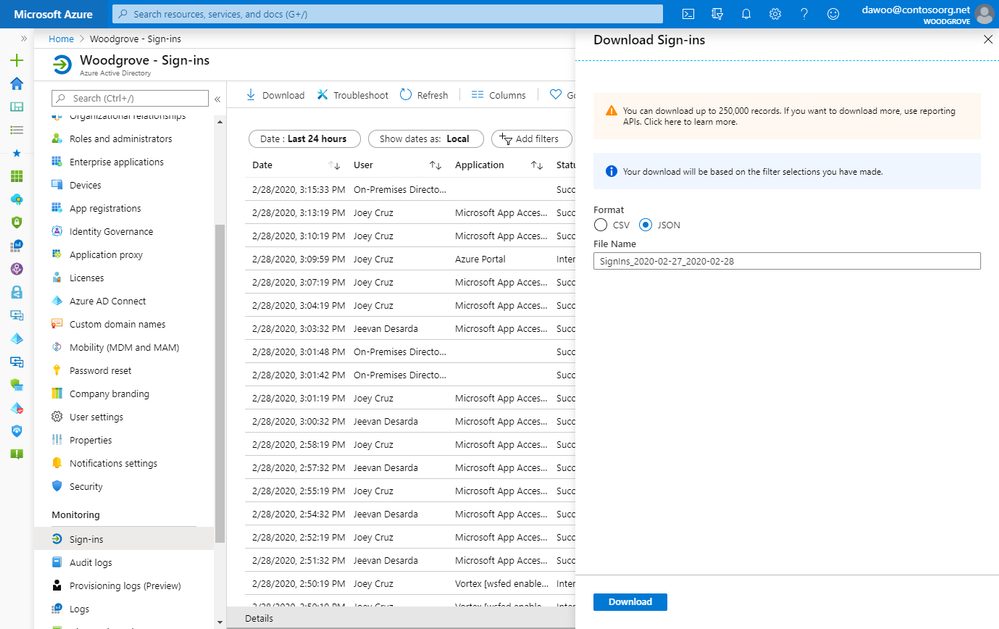 Microsoft Azure
Search resources, services, and docs (G+/)
dawoo@contosoorg.net
WOODGROVE
Home > Woodgrove - Sign-ins
Woodgrove - Sign-ins
Azure Active Directory
Search (Ctrl+/)
Organizational relationships
Roles and administrators
Enterprise applications
Devices
App registrations
Identity Governance
Application proxy
Licenses
Azure AD Connect
Custom domain names
Mobility (MDM and MAM)
Password reset
Company branding
User settings
Properties
Notifications settings
Security
Monitoring
Sign-ins
Audit logs
Provisioning logs (Preview)
Logs
Download Troubleshoot Refresh Columns Go
Date : Last 24 hours Show dates as: Local Add filters
Date User Application Statu
2/28/2020, 3:15:33 PM On-Premises Directo... Succ
2/28/2020, 3:13:19 PM Joey Cruz Microsoft App Acces... Succ
2/28/2020, 3:10:19 PM Joey Cruz Microsoft App Acces... Succ
2/28/2020, 3:09:59 PM Joey Cruz Azure Portal Inter
2/28/2020, 3:07:19 PM Joey Cruz Microsoft App Acces... Succ
2/28/2020, 3:04:19 PM Joey Cruz Microsoft App Acces... Succ
2/28/2020, 3:03:32 PM Jeevan Desarda Microsoft App Acces... Succ
2/28/2020, 3:01:48 PM On-Premises Directo... Succ
2/28/2020, 3:01:42 PM On-Premises Directo... Succ
2/28/2020, 3:01:19 PM Joey Cruz Microsoft App Acces... Succ
2/28/2020, 3:00:32 PM Jeevan Desarda Microsoft App Acces... Succ
2/28/2020, 2:58:19 PM Joey Cruz Microsoft App Acces... Succ
2/28/2020, 2:57:32 PM Jeevan Desarda Microsoft App Acces... Succ
2/28/2020, 2:55:19 PM Joey Cruz Microsoft App Acces... Succ
2/28/2020, 2:54:32 PM Jeevan Desarda Microsoft App Acces... Succ
2/28/2020, 2:52:19 PM Joey Cruz Microsoft App Acces... Succ
2/28/2020, 2:51:32 PM Jeevan Desarda Microsoft App Acces... Succ
2/28/2020, 2:50:19 PM Joey Cruz Vortex [wsfed enable... Inter
2/28/2020, 2:50:19 PM Joey Cruz Vortex [wsfed enable... Inter
Details
Download Sign-ins
You can download up to 250,000 records. If you want to download more, use reporting
APIs. Click here to learn more.
Your download will be based on the filter selections you have made.
Format
CSV JSON
File Name
SignIns_2020-02-27_2020-02-28
Download